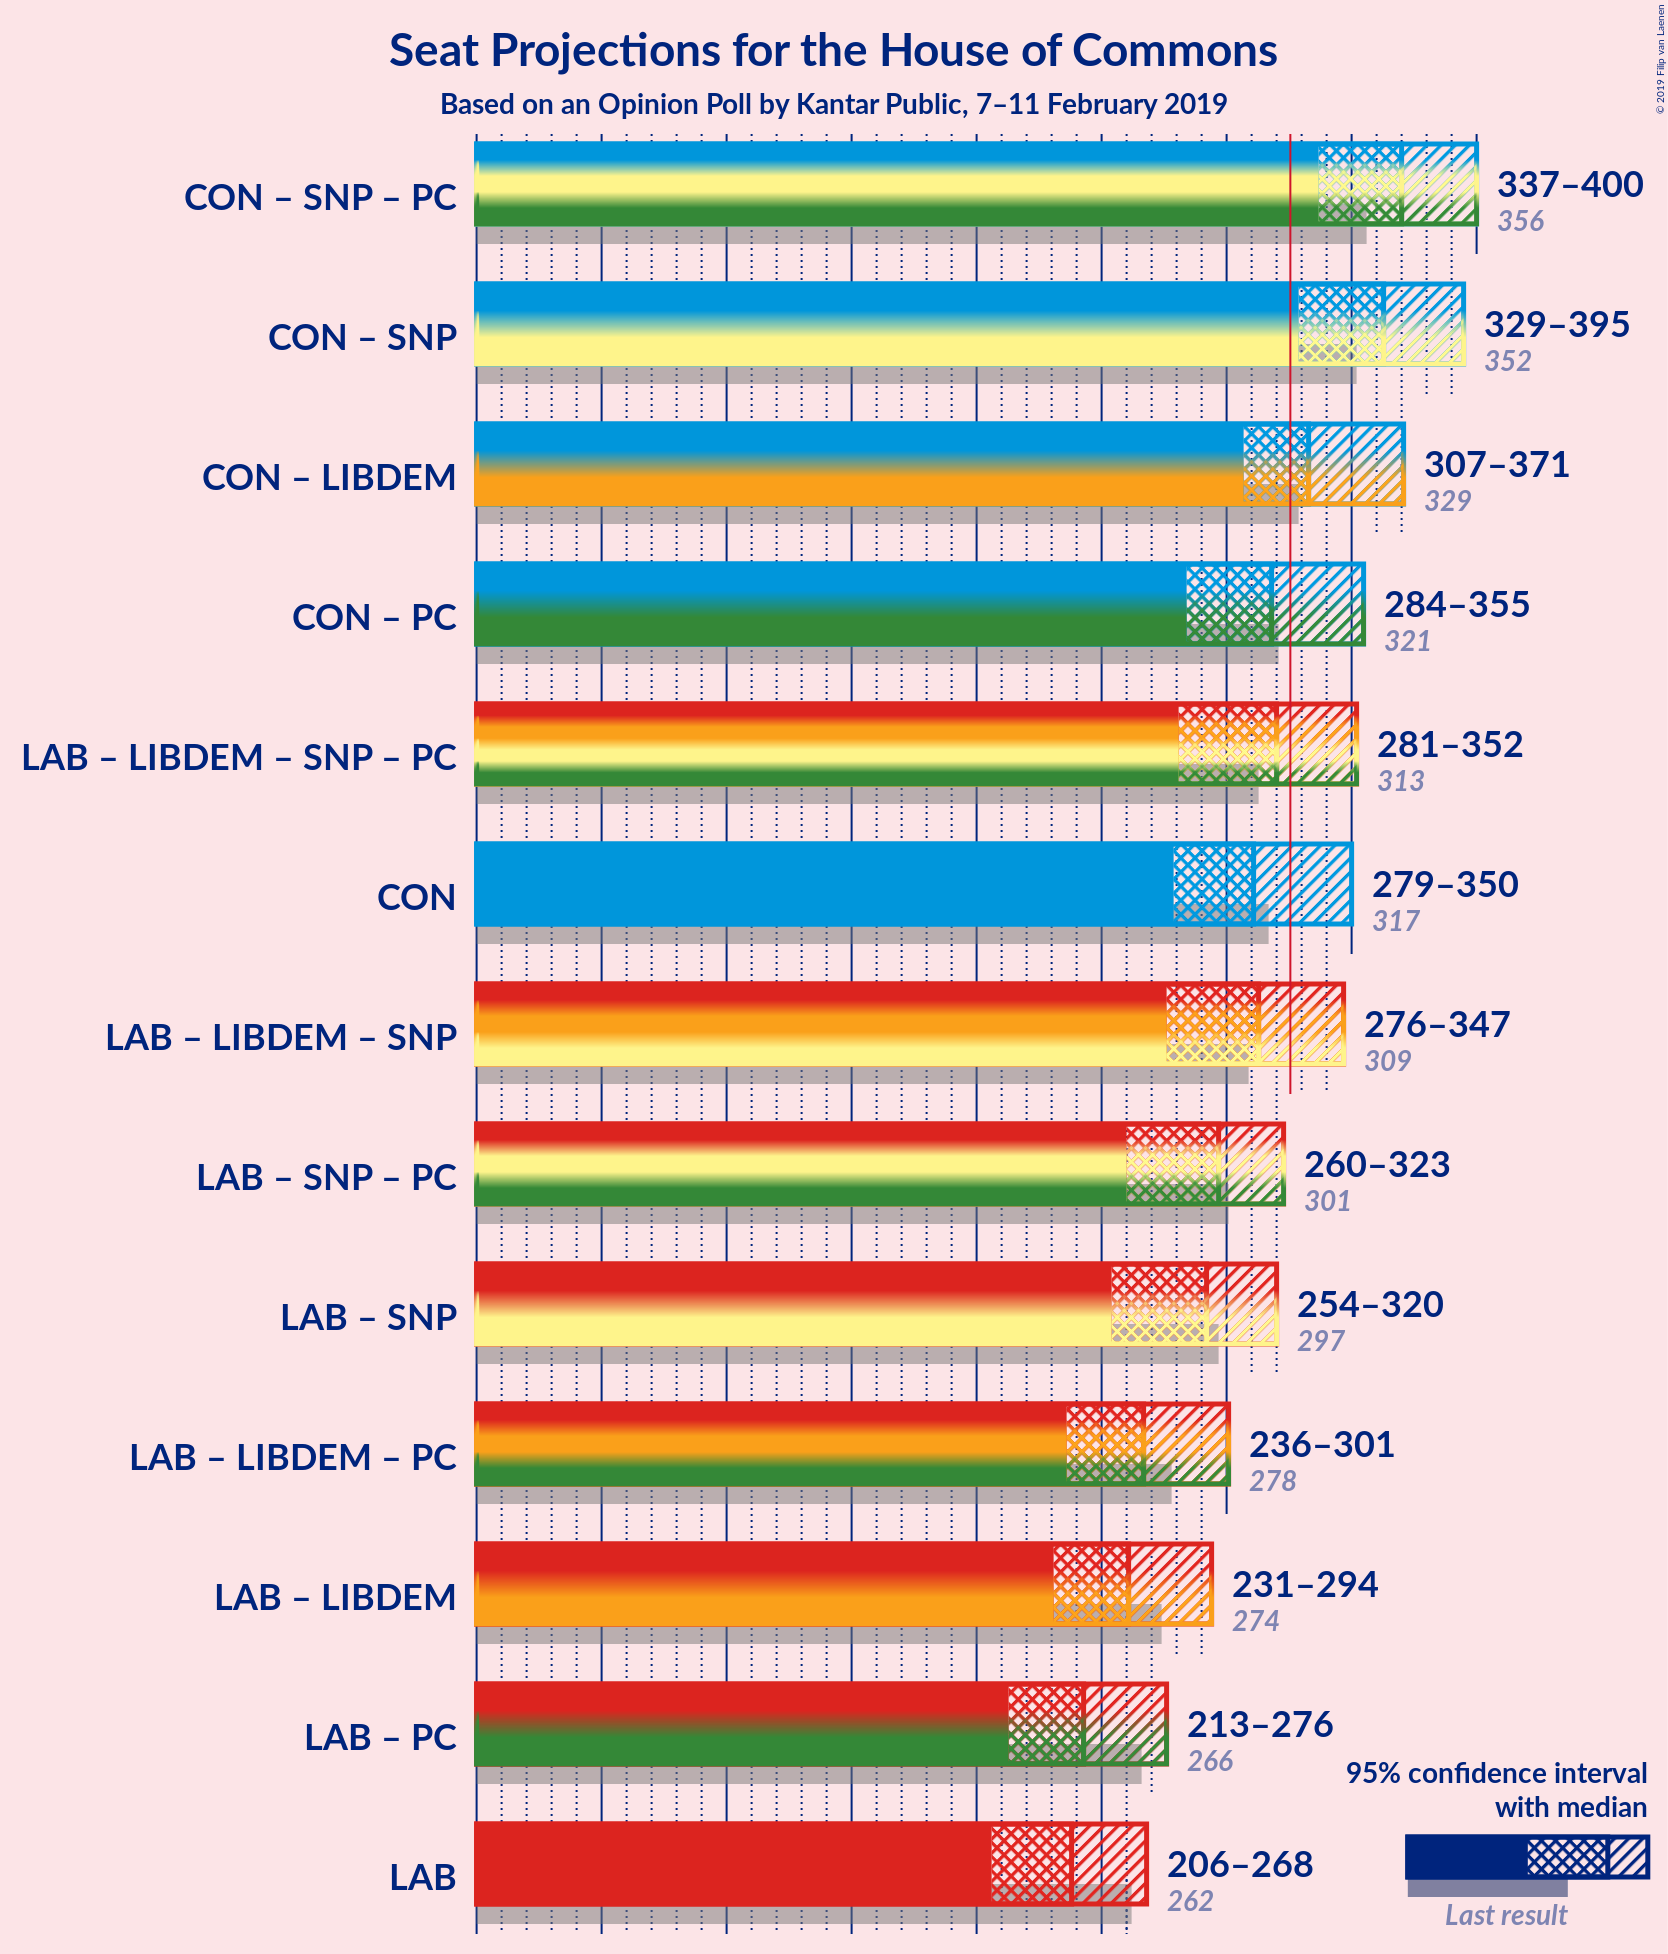 Seat Projections for the House of Commons
Based on an Opinion Poll by Kantar Public, 7–11 February 2019
© 2019 Filip van Laenen
CON – SNP – PC
337–400
356
CON – SNP
329–395
352
CON – LIBDEM
307–371
329
CON – PC
284–355
321
LAB – LIBDEM – SNP – PC
281–352
313
CON
279–350
317
LAB – LIBDEM – SNP
276–347
309
LAB – SNP – PC
260–323
301
LAB – SNP
254–320
297
LAB – LIBDEM – PC
236–301
278
LAB – LIBDEM
231–294
274
LAB – PC
213–276
266
LAB
206–268
262
95% confidence interval
with median
Last result